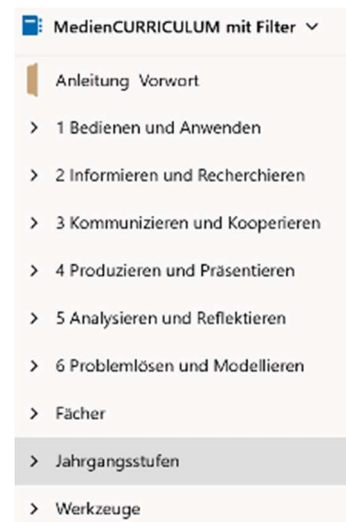 MedienCURRICULUM mit Filter
Anleitung Vorwort
1 Bedienen und Anwenden
2 Informieren und Recherchieren
3 Kommunizieren und Kooperieren
4 Produzieren und Präsentieren
5 Analysieren und Reflektieren
6 Problemlösen und Modellieren
Fächer
Jahrgangsstufen
Werkzeuge